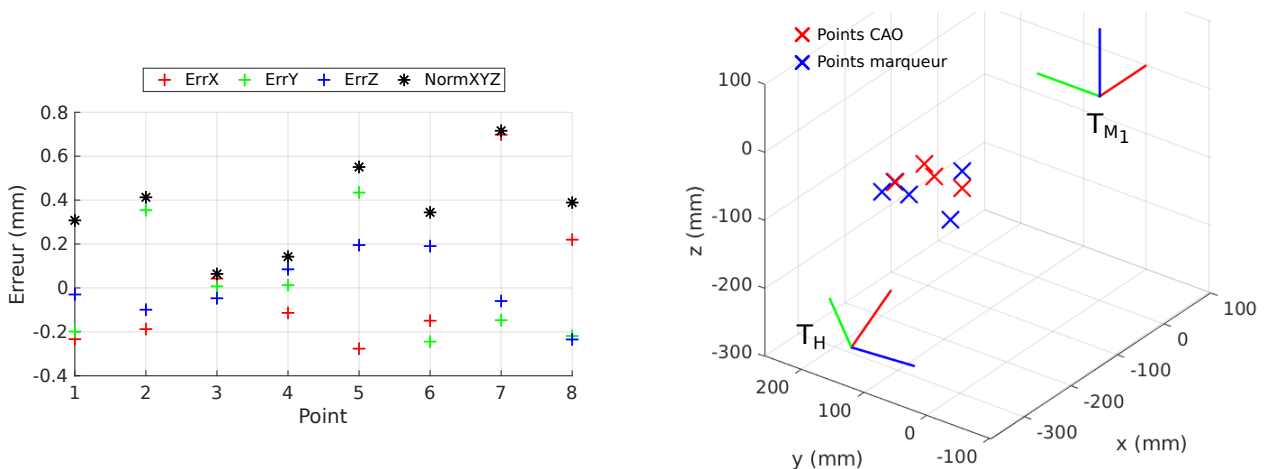 ErrX ErrY ErrZ NormXYZ
0.8
0.6
0.4
0.2
0
-0.2
-0.4
Erreur (mm)
1 2 3 4 5 6 7 8
Point
Points CAO
Points marqueur
T_M1
T_H
100
0
-100
-200
-300
z (mm)
200
100
0
-100
y (mm)
100
0
-100
-200
-300
x (mm)